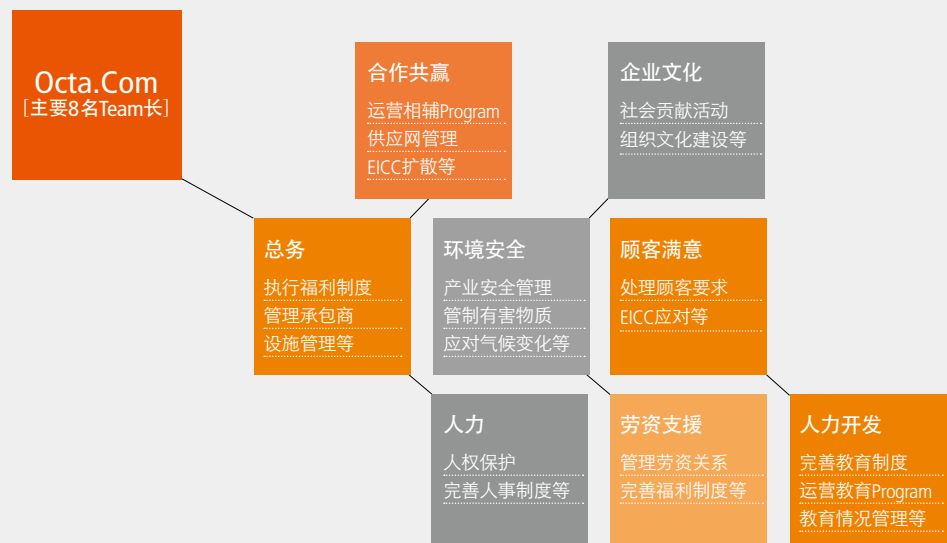 Octa.Com
[主要8名Team长]
合作共赢
运营相辅Program
供应网管理
EICC扩散等
企业文化
社会贡献活动
组织文化建设等
总务
执行福利制度
管理承包商
设施管理等
环境安全
产业安全管理
管制有害物质
应对气候变化等
顾客满意
处理顾客要求
EICC应对等
人力
人权保护
完善人事制度等
劳资支援
管理劳资关系
完善福利制度等
人力开发
完善教育制度
运营教育Program
教育情况管理等